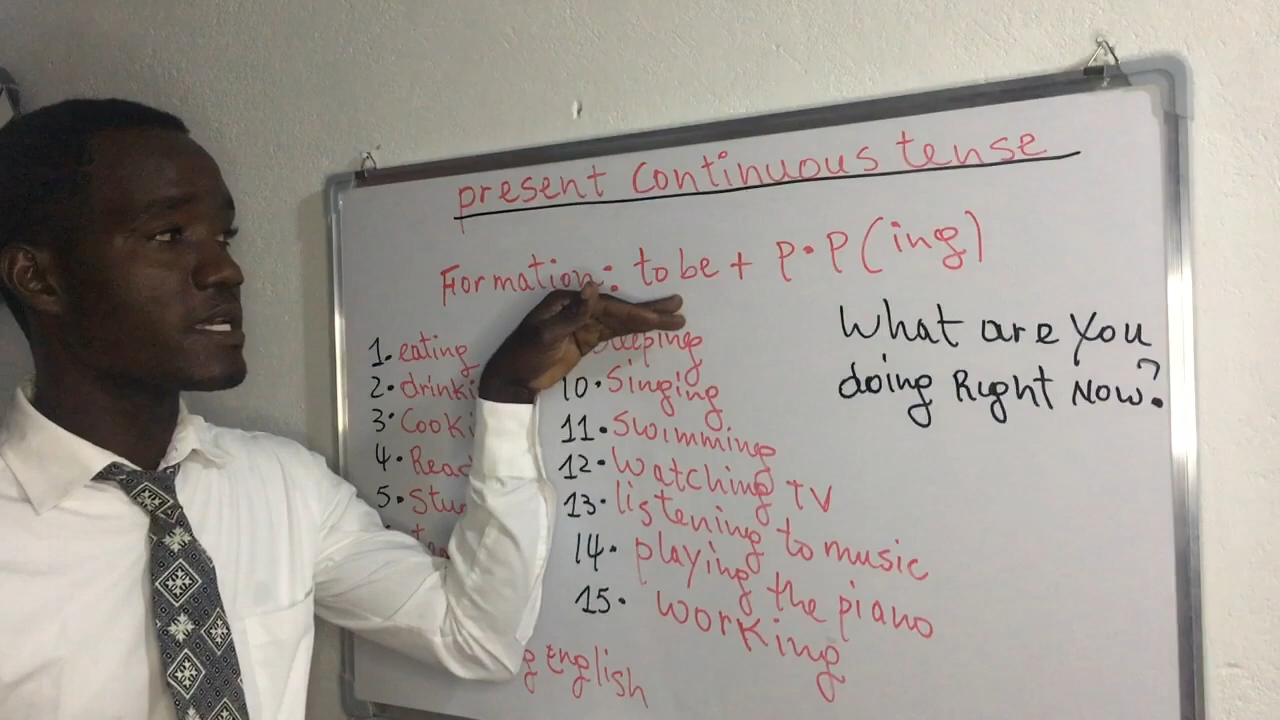 present Continuous tense
Formation: to be + p.p (ing)
1. eating
2. drinki
3. Cooki
4. Read
5. Stu
sleeping
10. Singing
11. Swimming
12. Watching TV
13. listening to music
14. playing the piano
15. working
g English
What are You
doing Right Now?